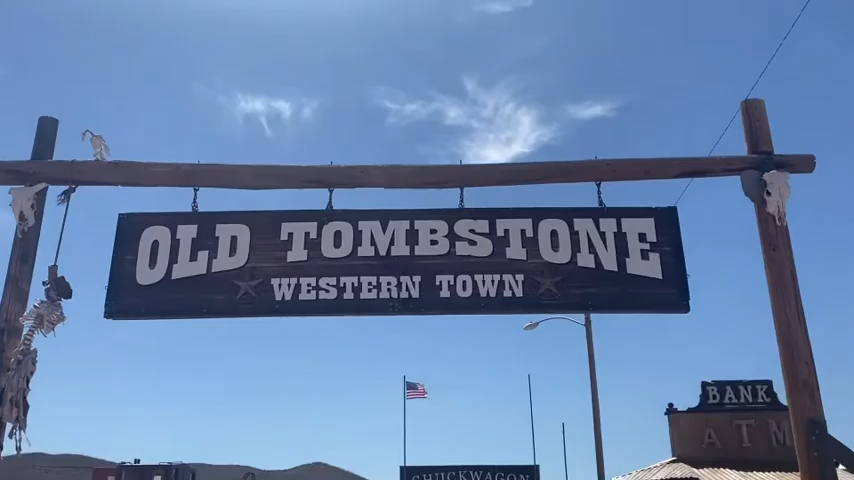 OLD TOMBSTONE
WESTERN TOWN
BANK
ATM
CHUCKWAGON